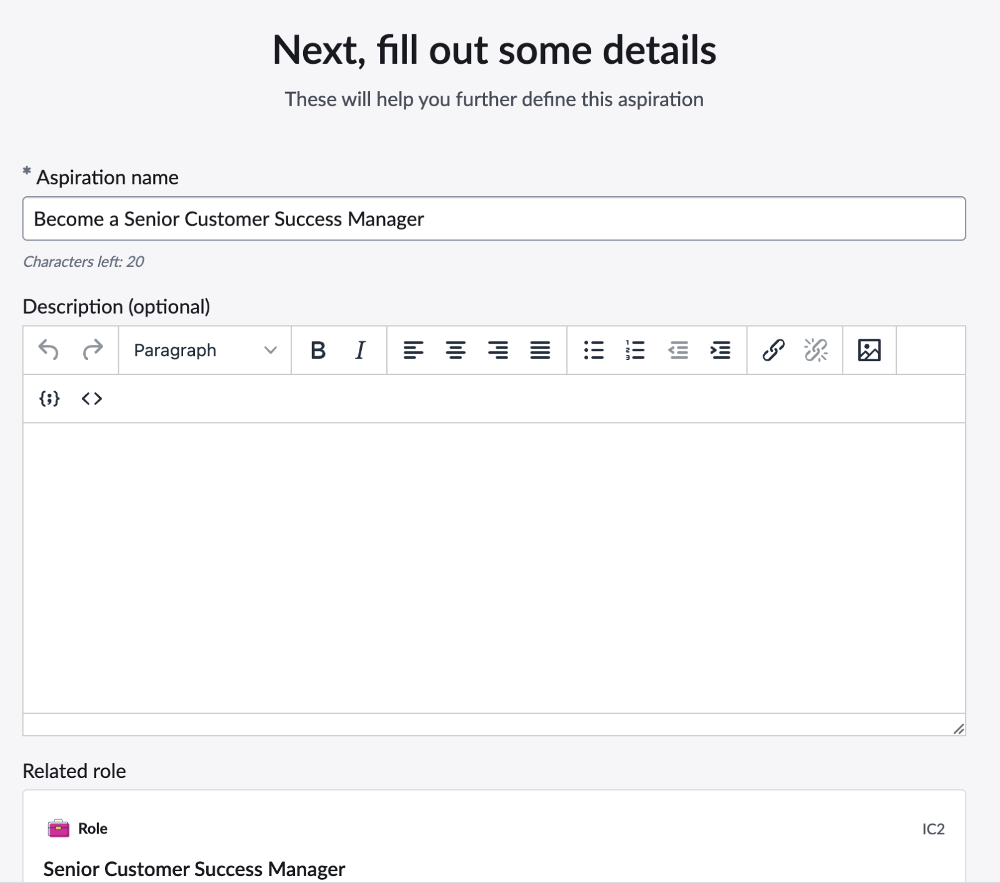 Next, fill out some details
These will help you further define this aspiration
* Aspiration name
Become a Senior Customer Success Manager
Characters left: 20
Description (optional)
Paragraph B I
{;} <>
Related role
Role IC2
Senior Customer Success Manager